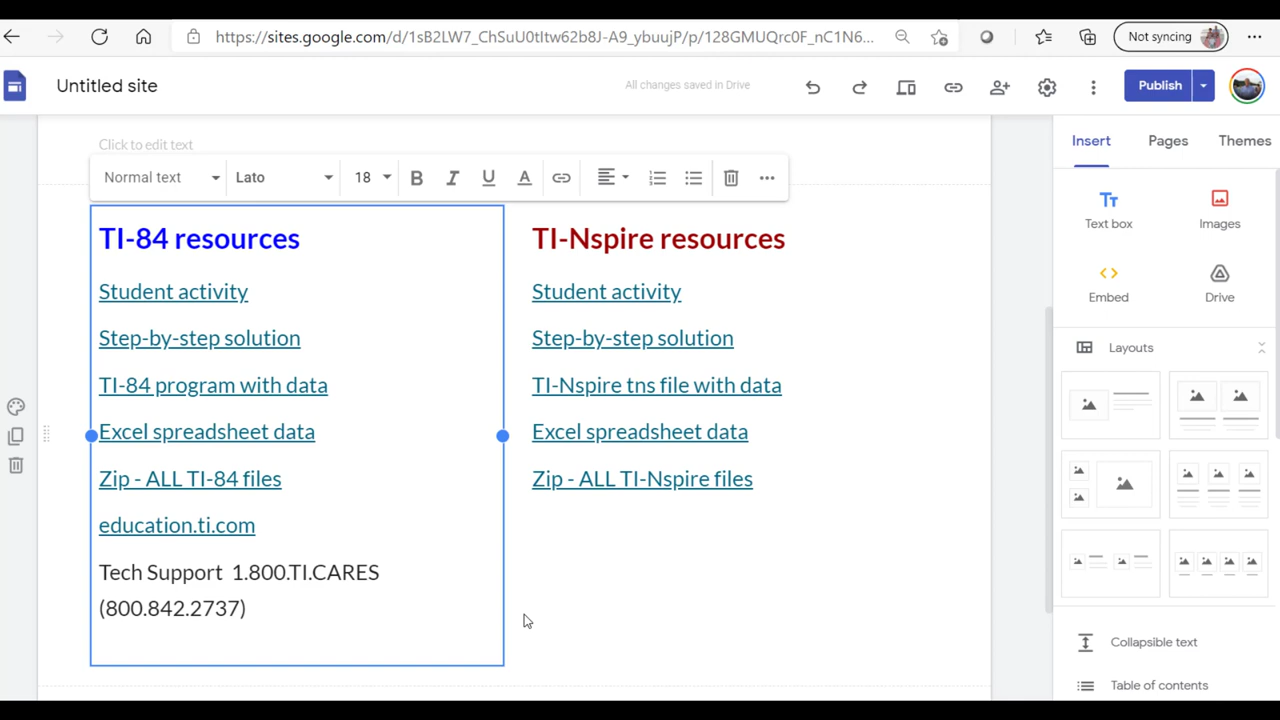 https://sites.google.com/d/1sB2LW7_ChSuU0tItw62b8J-A9_ybuujP/p/128GMUQrc0F_nC1N6...
Not syncing
Untitled site
All changes saved in Drive
Publish
Click to edit text
Insert
Pages
Themes
Normal text
Lato
18
B
I
U
A
Text box
Images
Embed
Drive
Layouts
TI-84 resources
Student activity
Step-by-step solution
TI-84 program with data
Excel spreadsheet data
Zip - ALL TI-84 files
education.ti.com
Tech Support 1.800.TI.CARES
(800.842.2737)
TI-Nspire resources
Student activity
Step-by-step solution
TI-Nspire tns file with data
Excel spreadsheet data
Zip - ALL TI-Nspire files
Collapsible text
Table of contents